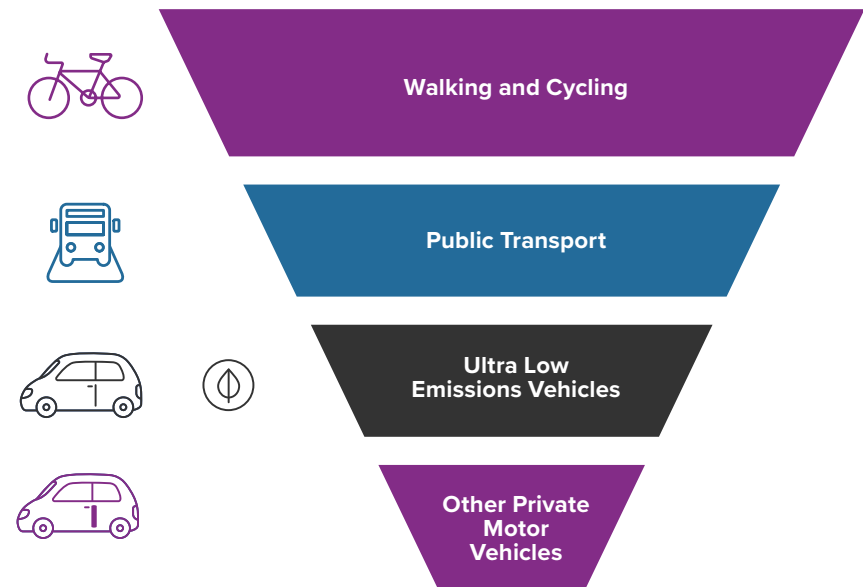 Walking and Cycling
Public Transport
Ultra Low
Emissions Vehicles
Other Private
Motor
Vehicles